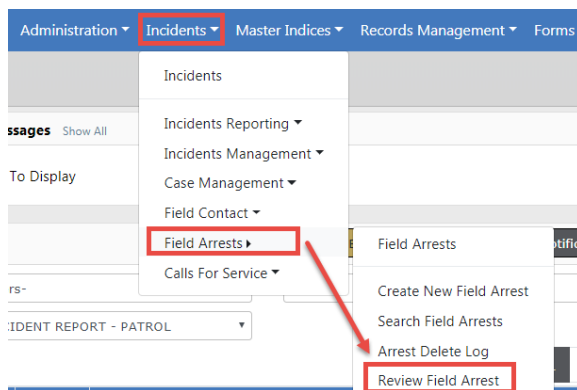 Administration Incidents Master Indices Records Management Forms
Incidents
ssages Show All
Incidents Reporting
Incidents Management
To Display
Case Management
Field Contact
Field Arrests
Field Arrests
Calls For Service
rs-
Create New Field Arrest
CIDENT REPORT - PATROL
Search Field Arrests
Arrest Delete Log
Review Field Arrest